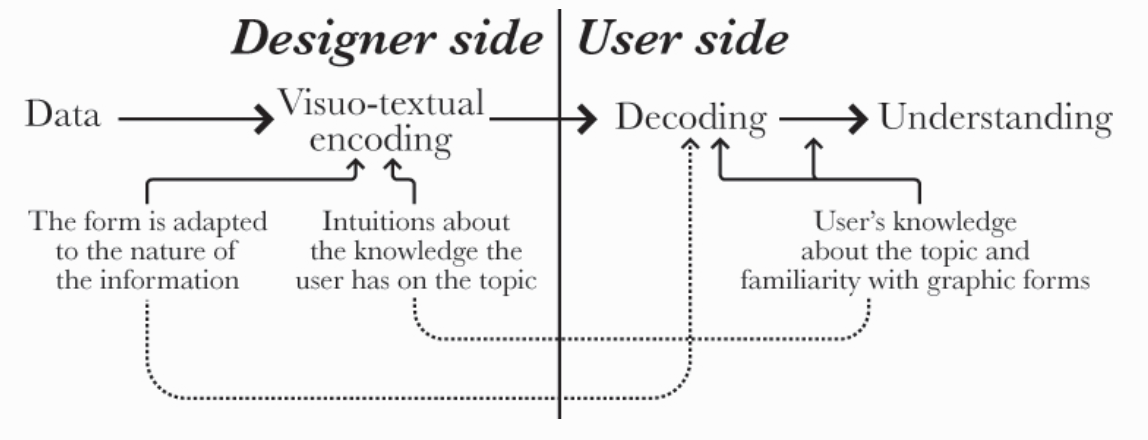 Designer side
User side
Data
Visuo-textual
encoding
Decoding
Understanding
The form is adapted
to the nature of
the information
Intuitions about
the knowledge the
user has on the topic
User’s knowledge
about the topic and
familiarity with graphic forms